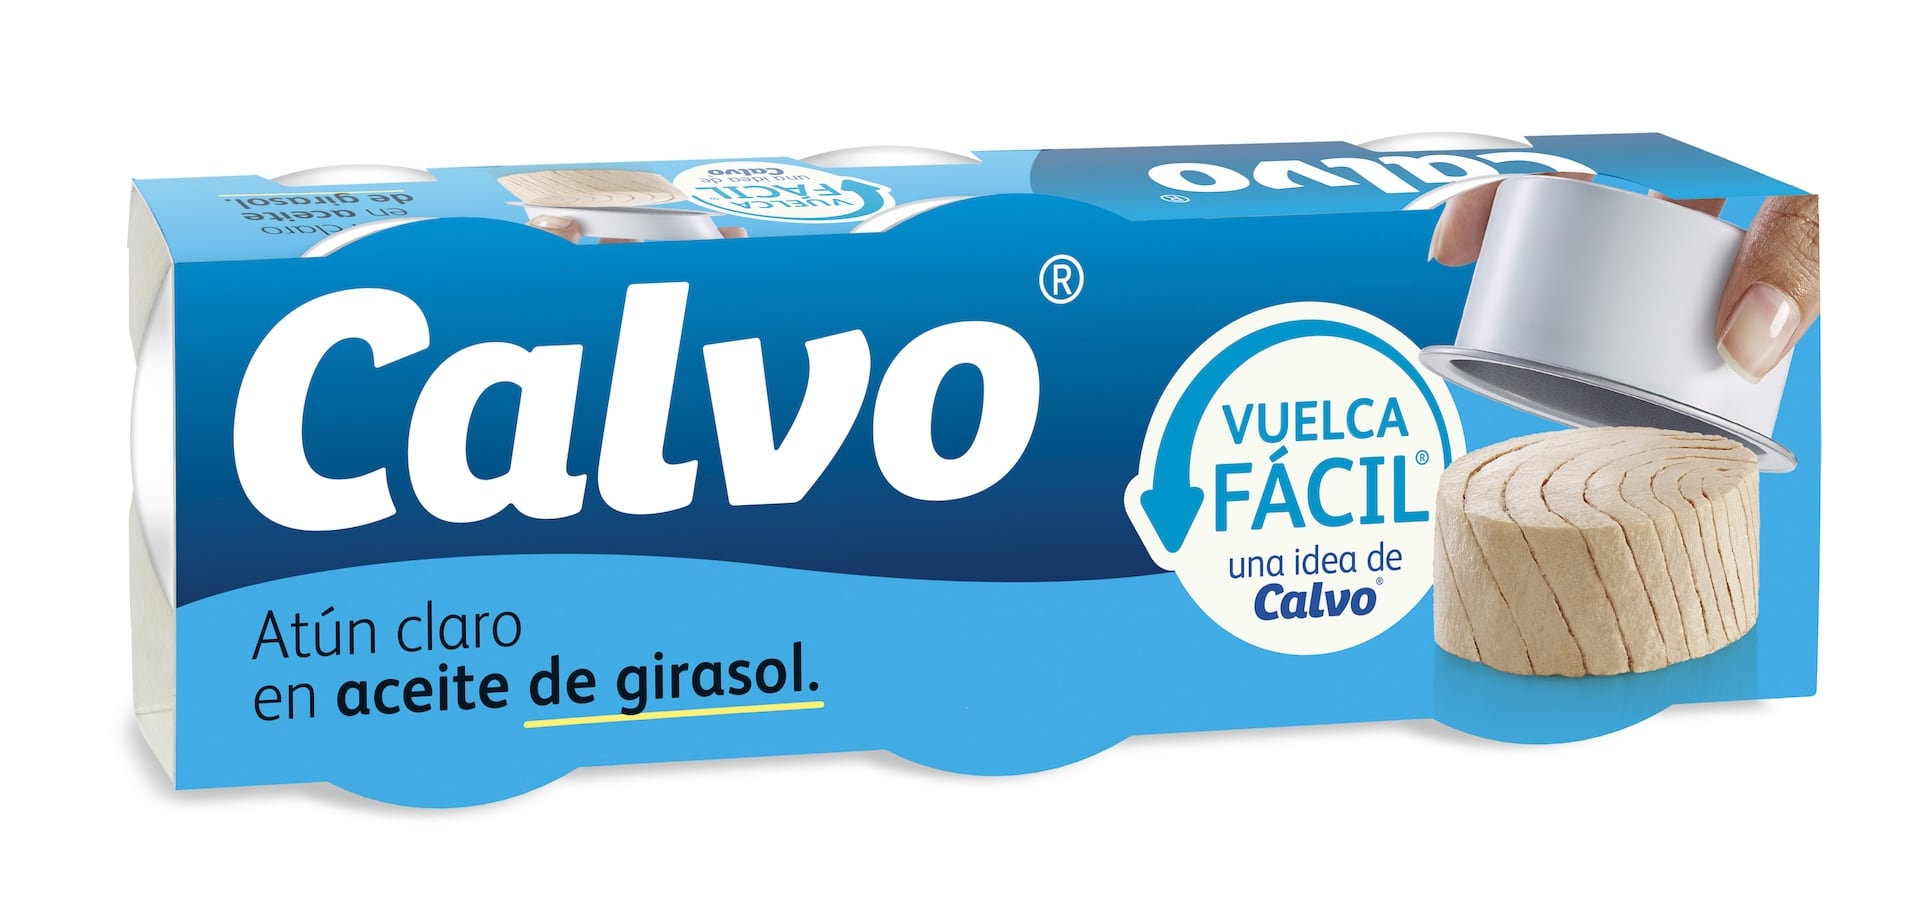 de girasol.
en aceite
claro
VUELCA
FÁCIL®
una idea de
Calvo
Calvo®
Calvo®
VUELCA
FÁCIL®
una idea de
Calvo®
Atún claro
en aceite de girasol.